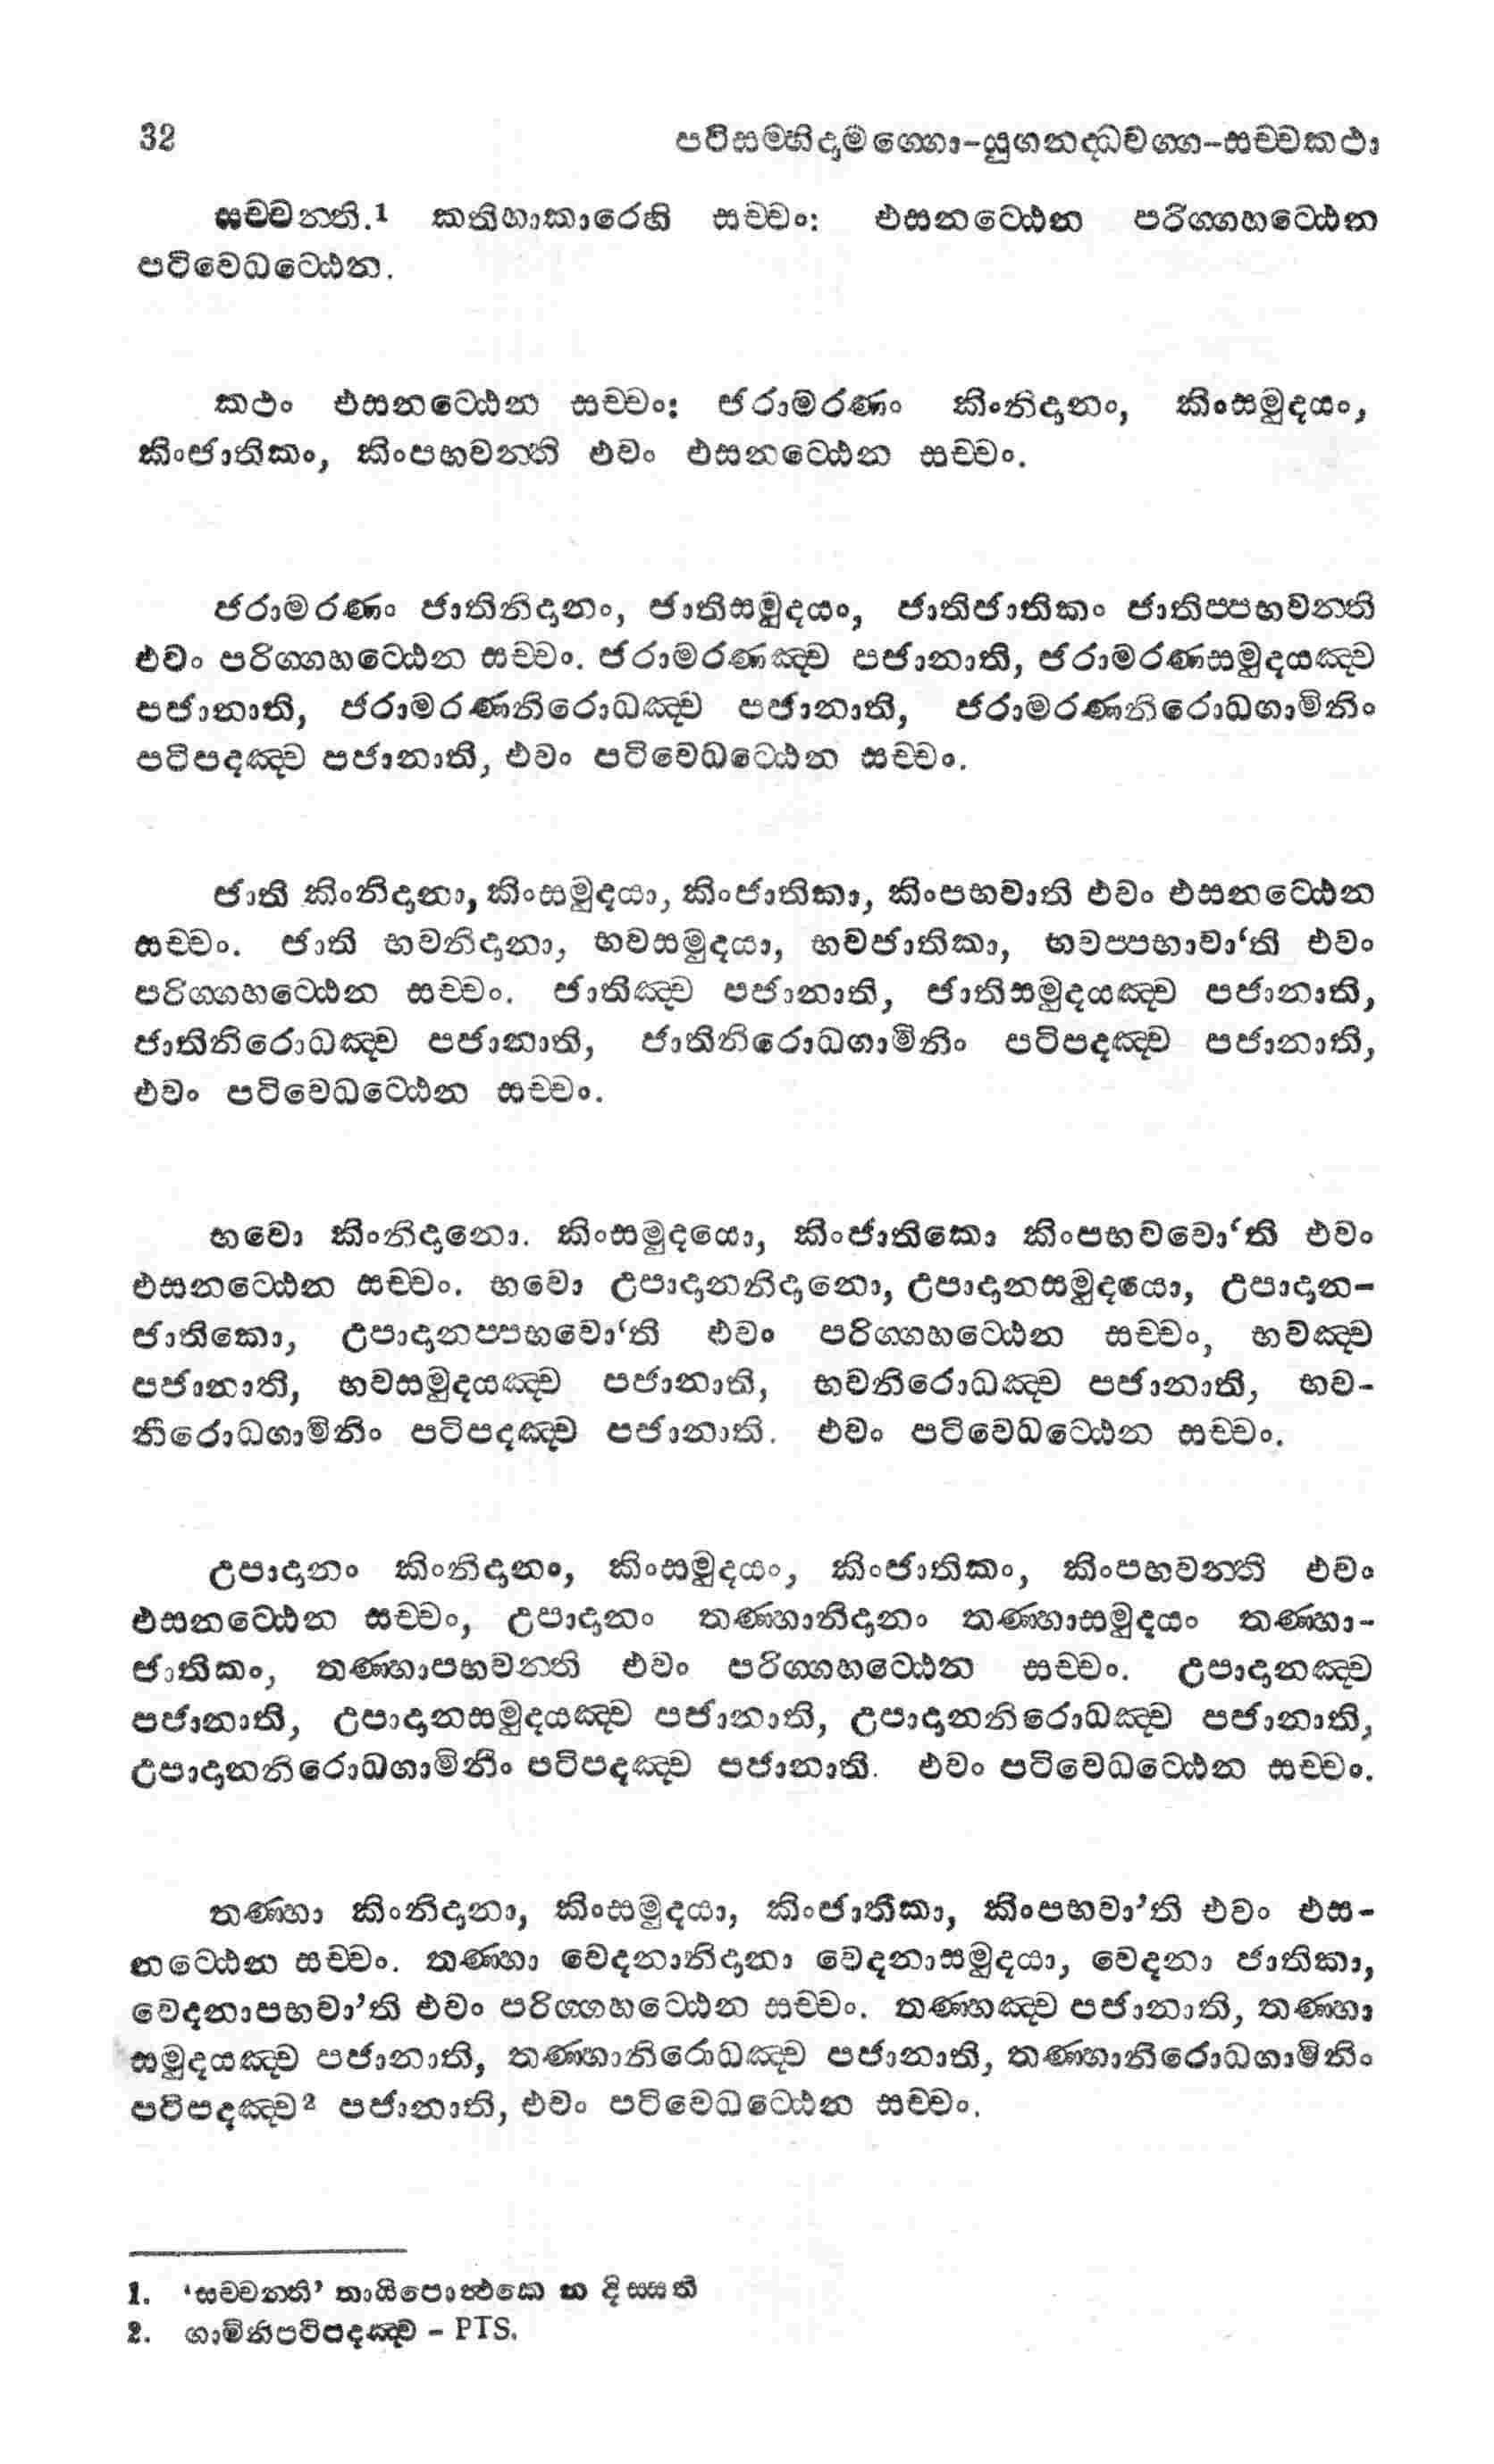 32 පටිසම්භිදාමග්ගො-යුගනද්ධවග්ග-සච්චකථා
සච්චන්ති.1 කතිහාකාරෙහි සච්චං: එසනට්ඨෙන පරිග්ගහට්ඨෙන
පටිවෙධට්ඨෙන.
කථං එසනට්ඨෙන සච්චං: ජරාමරණං කිංනිදානං, කිංසමුදයං,
කිංජාතිකං, කිංපභවන්ති එවං එසනට්ඨෙන සච්චං.
ජරාමරණං ජාතිනිදානං, ජාතිසමුදයං, ජාතිජාතිකං ජාතිප්පභවන්ති
එවං පරිග්ගහට්ඨෙන සච්චං. ජරාමරණඤ්ච පජානාති, ජරාමරණසමුදයඤ්ච
පජානාති, ජරාමරණනිරොධඤ්ච පජානාති, ජරාමරණනිරොධගාමිනිං
පටිපදඤ්ච පජානාති, එවං පටිවෙධට්ඨෙන සච්චං.
ජාති කිංනිදානා, කිංසමුදයා, කිංජාතිකා, කිංපභවාති එවං එසනට්ඨෙන
සච්චං. ජාති භවනිදානා, භවසමුදයා, භවජාතිකා, භවප්පභාවා‘ති එවං
පරිග්ගහට්ඨෙන සච්චං. ජාතිඤ්ච පජානාති, ජාතිසමුදයඤ්ච පජානාති,
ජාතිනිරොධඤ්ච පජානාති, ජාතිනිරොධගාමිනිං පටිපදඤ්ච පජානාති,
එවං පටිවෙධට්ඨෙන සච්චං.
භවො කිංනිදානො. කිංසමුදයො, කිංජාතිකො කිංපභවවො‘ති එවං
එසනට්ඨෙන සච්චං. භවො උපාදානනිදානො, උපාදානසමුදයො, උපාදාන-
ජාතිකො, උපාදානප්පභවො‘ති එවං පරිග්ගහට්ඨෙන සච්චං, භවඤ්ච
පජානාති, භවසමුදයඤ්ච පජානාති, භවනිරොධඤ්ච පජානාති, භව-
නිරොධගාමිනිං පටිපදඤ්ච පජානාති. එවං පටිවෙධට්ඨෙන සච්චං.
උපාදානං කිංනිදානං, කිංසමුදයං, කිංජාතිකං, කිංපභවන්ති එවං
එසනට්ඨෙන සච්චං, උපාදානං තණ්හානිදානං තණ්හාසමුදයං තණ්හා-
ජාතිකං, තණ්හාපභවන්ති එවං පරිග්ගහට්ඨෙන සච්චං. උපාදානඤ්ච
පජානාති, උපාදානසමුදයඤ්ච පජානාති, උපාදානනිරොධඤ්ච පජානාති,
උපාදානනිරොධගාමිනිං පටිපදඤ්ච පජානාති. එවං පටිවෙධට්ඨෙන සච්චං.
තණ්හා කිංනිදානා, කිංසමුදයා, කිංජාතිකා, කිංපභවා’ති එවං එස-
නට්ඨෙන සච්චං. තණ්හා වෙදනානිදානා වෙදනාසමුදයා, වෙදනා ජාතිකා,
වෙදනාපභවා’ති එවං පරිග්ගහට්ඨෙන සච්චං. තණ්හඤ්ච පජානාති, තණ්හා
සමුදයඤ්ච පජානාති, තණ්හානිරොධඤ්ච පජානාති, තණ්හානිරොධගාමිනිං
පටිපදඤ්ච2 පජානාති, එවං පටිවෙධට්ඨෙන සච්චං.
1. ‘සච්චන්ති’ තායිපොත්ථකෙ න දිස්සති
2. ගාමිනිපටිපදඤ්ච - PTS.